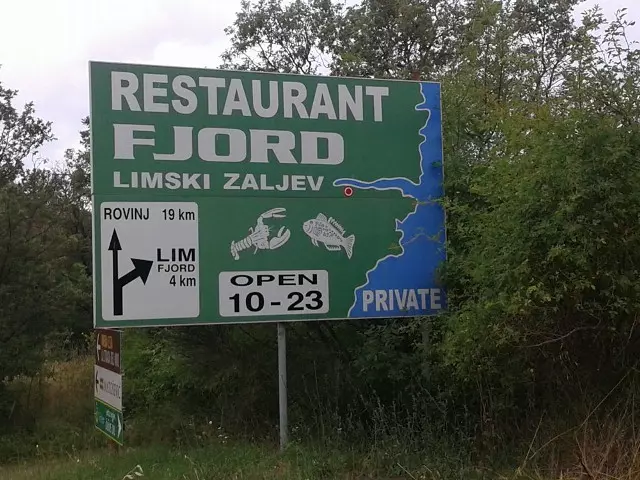 RESTAURANT
FJORD
LIMSKI ZALJEV
ROVINJ 19 km
LIM
FJORD
4 km
OPEN
10 - 23
PRIVATE